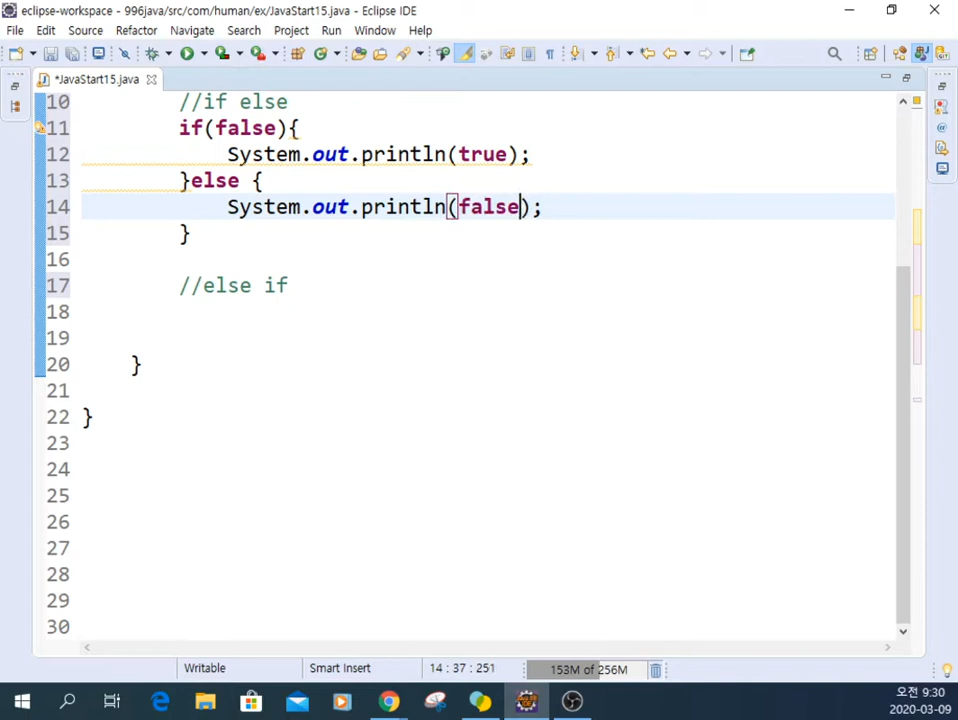 eclipse-workspace - 996java/src/com/human/ex/JavaStart15.java - Eclipse IDE
File Edit Source Refactor Navigate Search Project Run Window Help
*JavaStart15.java
10 //if else
11 if(false){
12 System.out.println(true);
13 }else {
14 System.out.println(false);
15 }
16
17 //else if
18
19
20 }
21
22 }
23
24
25
26
27
28
29
30
Writable Smart Insert 14 : 37 : 251 153M of 256M
오전 9:30
2020-03-09